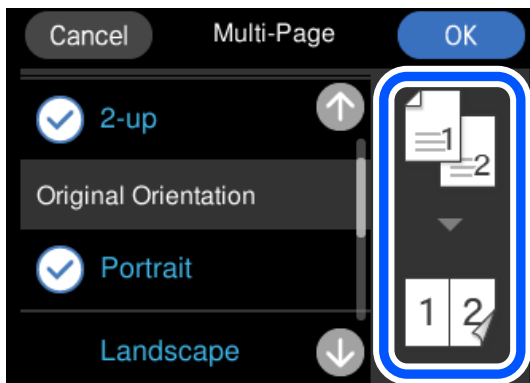 Cancel Multi-Page OK
2-up
Original Orientation
Portrait
Landscape
1
2
1 2